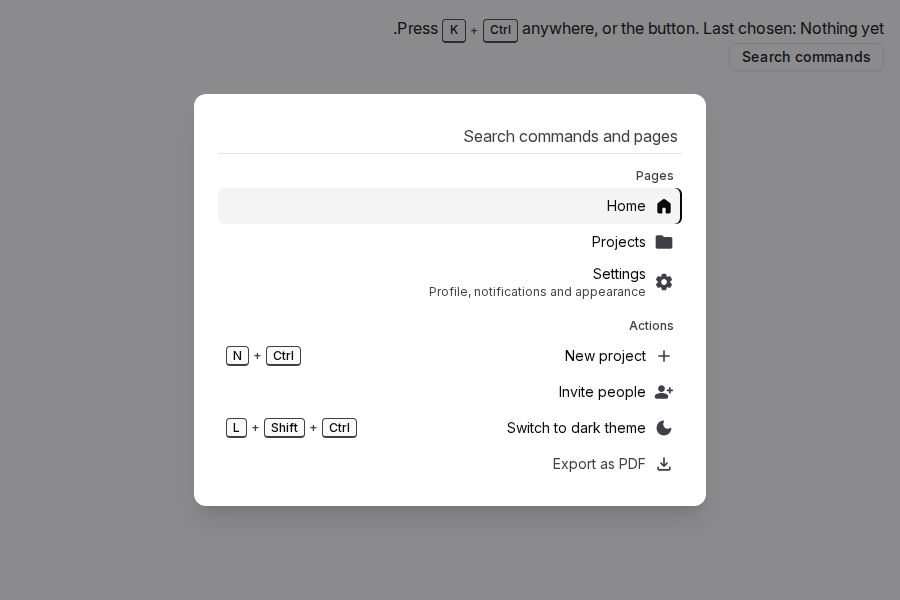 Press Ctrl + K anywhere, or the button. Last chosen: Nothing yet.
Search commands
Search commands and pages
Pages
Home
Projects
Settings
Profile, notifications and appearance
Actions
New project Ctrl + N
Invite people
Switch to dark theme Ctrl + Shift + L
Export as PDF